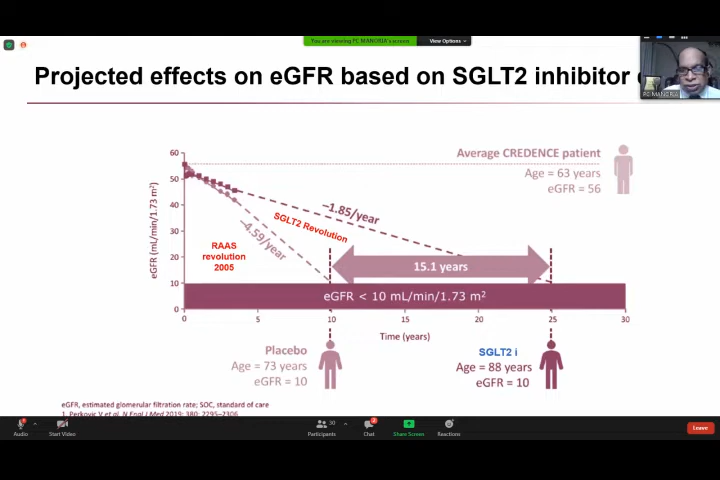 You are viewing PC MANORIA's screen
View Options
Projected effects on eGFR based on SGLT2 inhibitor
PC MANORIA
Average CREDENCE patient
Age = 63 years
eGFR = 56
eGFR (mL/min/1.73 m²)
60
50
40
30
20
10
0
–1.85/year
SGLT2 Revolution
–4.59/year
RAAS
revolution
2005
15.1 years
eGFR < 10 mL/min/1.73 m²
0
5
10
15
20
25
30
Time (years)
Placebo
Age = 73 years
eGFR = 10
SGLT2 i
Age = 88 years
eGFR = 10
eGFR, estimated glomerular filtration rate; SOC, standard of care
1. Perkovic V et al. N Engl J Med 2019; 380: 2295–2306
Audio
Start Video
30
Participants
Chat
Share Screen
Reactions
Leave